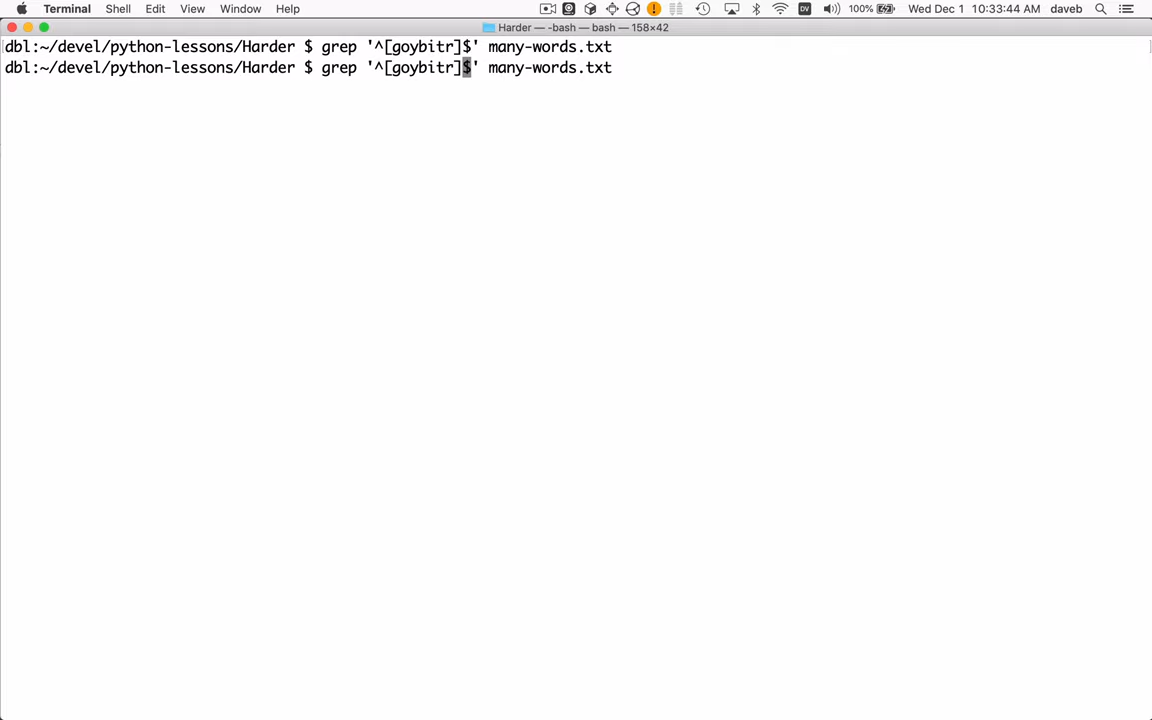 Terminal Shell Edit View Window Help DV 100% Wed Dec 1 10:33:44 AM daveb
Harder — -bash — bash — 158×42
dbl:~/devel/python-lessons/Harder $ grep '^[goybitr]$' many-words.txt
dbl:~/devel/python-lessons/Harder $ grep '^[goybitr]$' many-words.txt